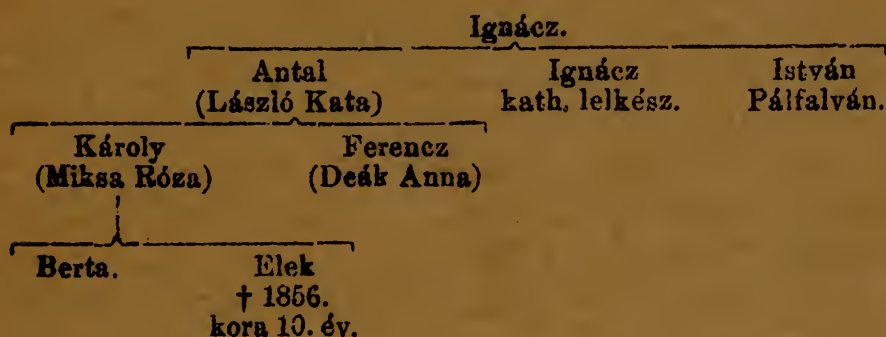 Ignácz.
Antal Ignácz István
(László Kata) kath. lelkész. Pálfalván.
Károly Ferencz
(Miksa Róza) (Deák Anna)
Berta. Elek
† 1856.
kora 10. év.